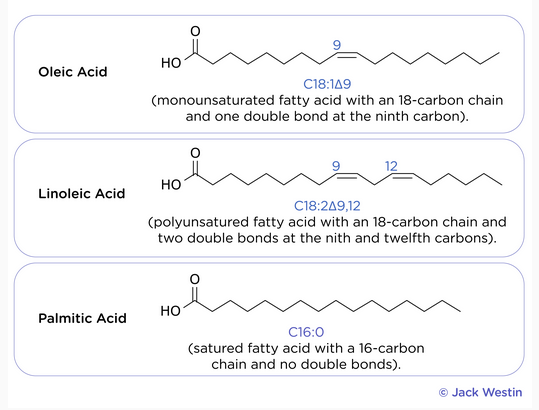 O
HO
9
Oleic Acid
C18:1Δ9
(monounsaturated fatty acid with an 18-carbon chain
and one double bond at the ninth carbon).
O
HO
9 12
Linoleic Acid
C18:2Δ9,12
(polyunsatured fatty acid with an 18-carbon chain and
two double bonds at the nith and twelfth carbons).
O
HO
Palmitic Acid
C16:0
(satured fatty acid with a 16-carbon
chain and no double bonds).
© Jack Westin